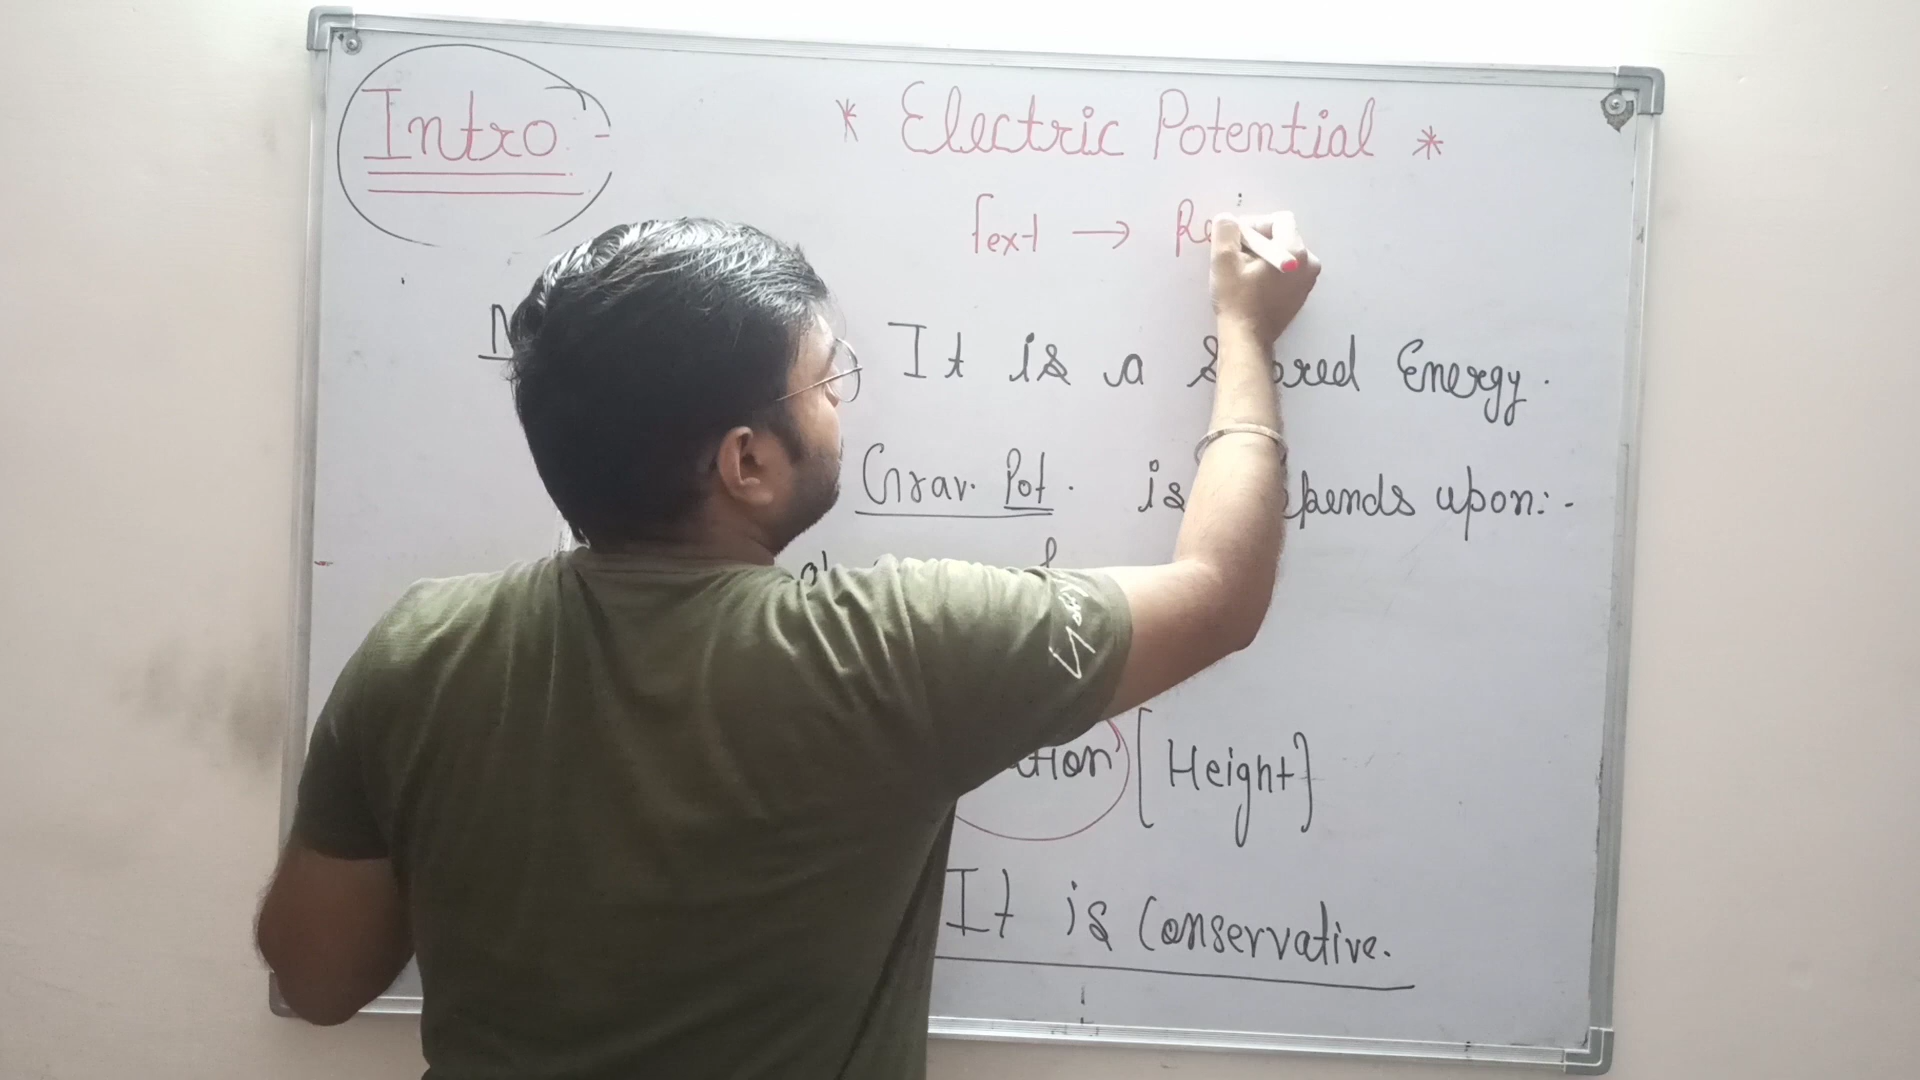 Intro -
* Electric Potential *
fext →
It is a stored Energy.
Grav. Pot. is depends upon:-
[Height]
It is Conservative.